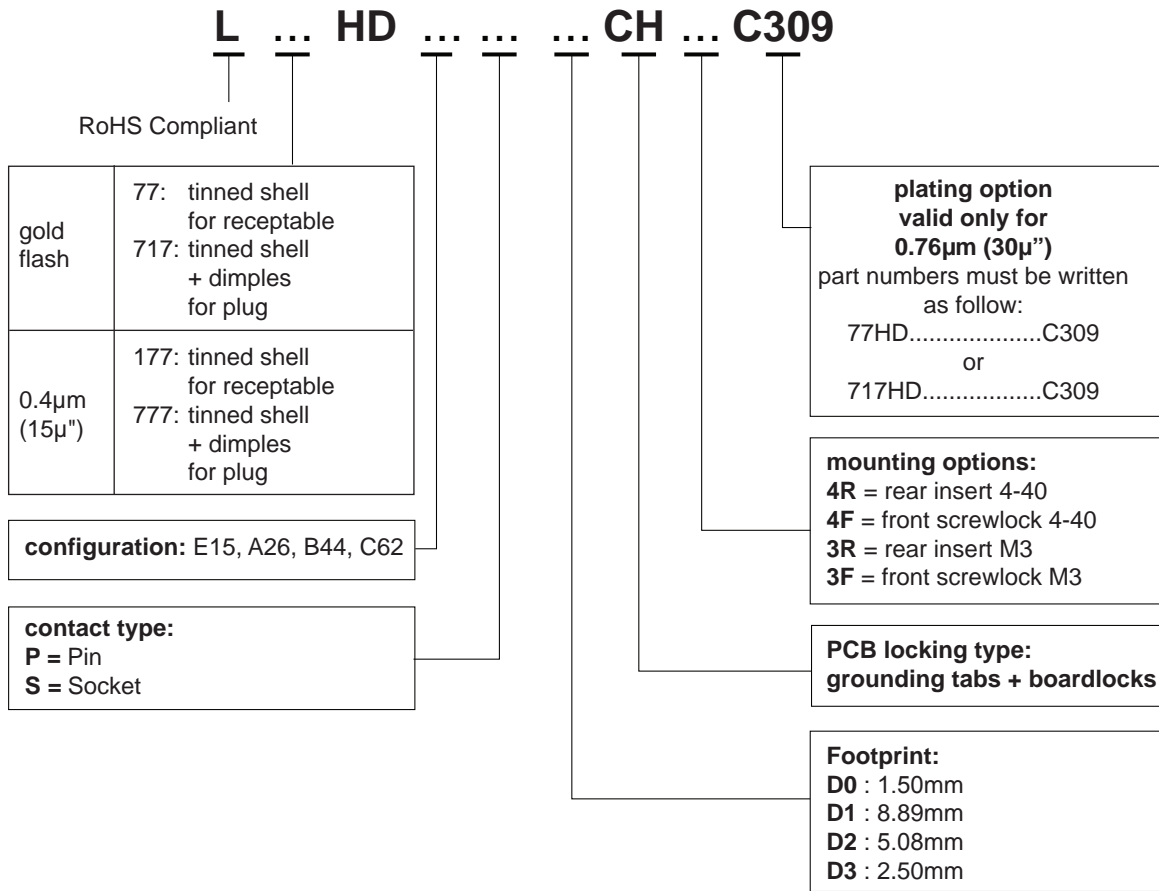 L ... HD ... ... ... CH ... C309
RoHS Compliant
gold
flash
77: tinned shell
for receptable
717: tinned shell
+ dimples
for plug
0.4µm
(15µ")
177: tinned shell
for receptable
777: tinned shell
+ dimples
for plug
configuration: E15, A26, B44, C62
contact type:
P = Pin
S = Socket
plating option
valid only for
0.76µm (30µ”)
part numbers must be written
as follow:
77HD....................C309
or
717HD..................C309
mounting options:
4R = rear insert 4-40
4F = front screwlock 4-40
3R = rear insert M3
3F = front screwlock M3
PCB locking type:
grounding tabs + boardlocks
Footprint:
D0 : 1.50mm
D1 : 8.89mm
D2 : 5.08mm
D3 : 2.50mm